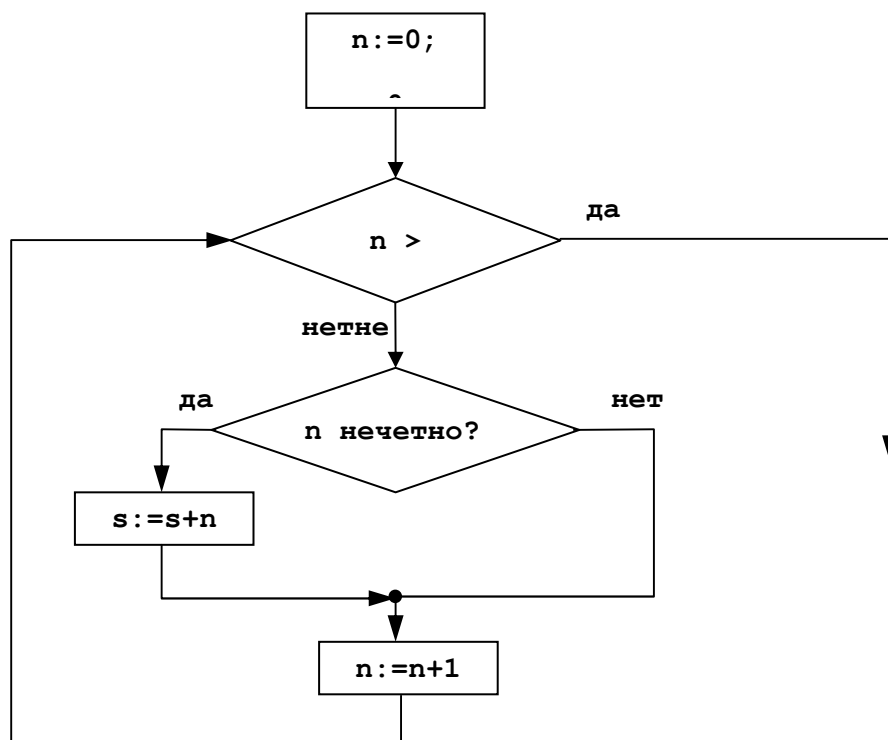 n:=0;
n >
да
нетне
n нечетно?
да
нет
s:=s+n
n:=n+1